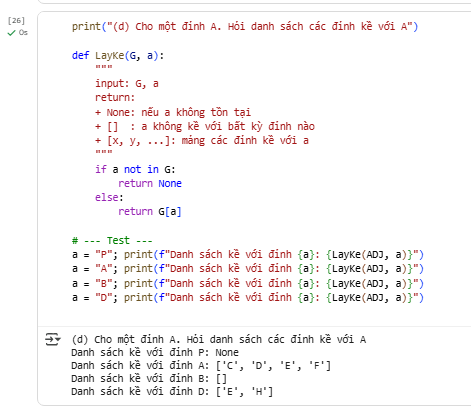 [26]
0s
print("(d) Cho một đỉnh A. Hỏi danh sách các đỉnh kề với A")
def LayKe(G, a):
"""
input: G, a
return:
+ None: nếu a không tồn tại
+ []  : a không kề với bất kỳ đỉnh nào
+ [x, y, ...]: mảng các đỉnh kề với a
"""
if a not in G:
return None
else:
return G[a]
# --- Test ---
a = "P"; print(f"Danh sách kề với đỉnh {a}: {LayKe(ADJ, a)}")
a = "A"; print(f"Danh sách kề với đỉnh {a}: {LayKe(ADJ, a)}")
a = "B"; print(f"Danh sách kề với đỉnh {a}: {LayKe(ADJ, a)}")
a = "D"; print(f"Danh sách kề với đỉnh {a}: {LayKe(ADJ, a)}")
(d) Cho một đỉnh A. Hỏi danh sách các đỉnh kề với A
Danh sách kề với đỉnh P: None
Danh sách kề với đỉnh A: ['C', 'D', 'E', 'F']
Danh sách kề với đỉnh B: []
Danh sách kề với đỉnh D: ['E', 'H']